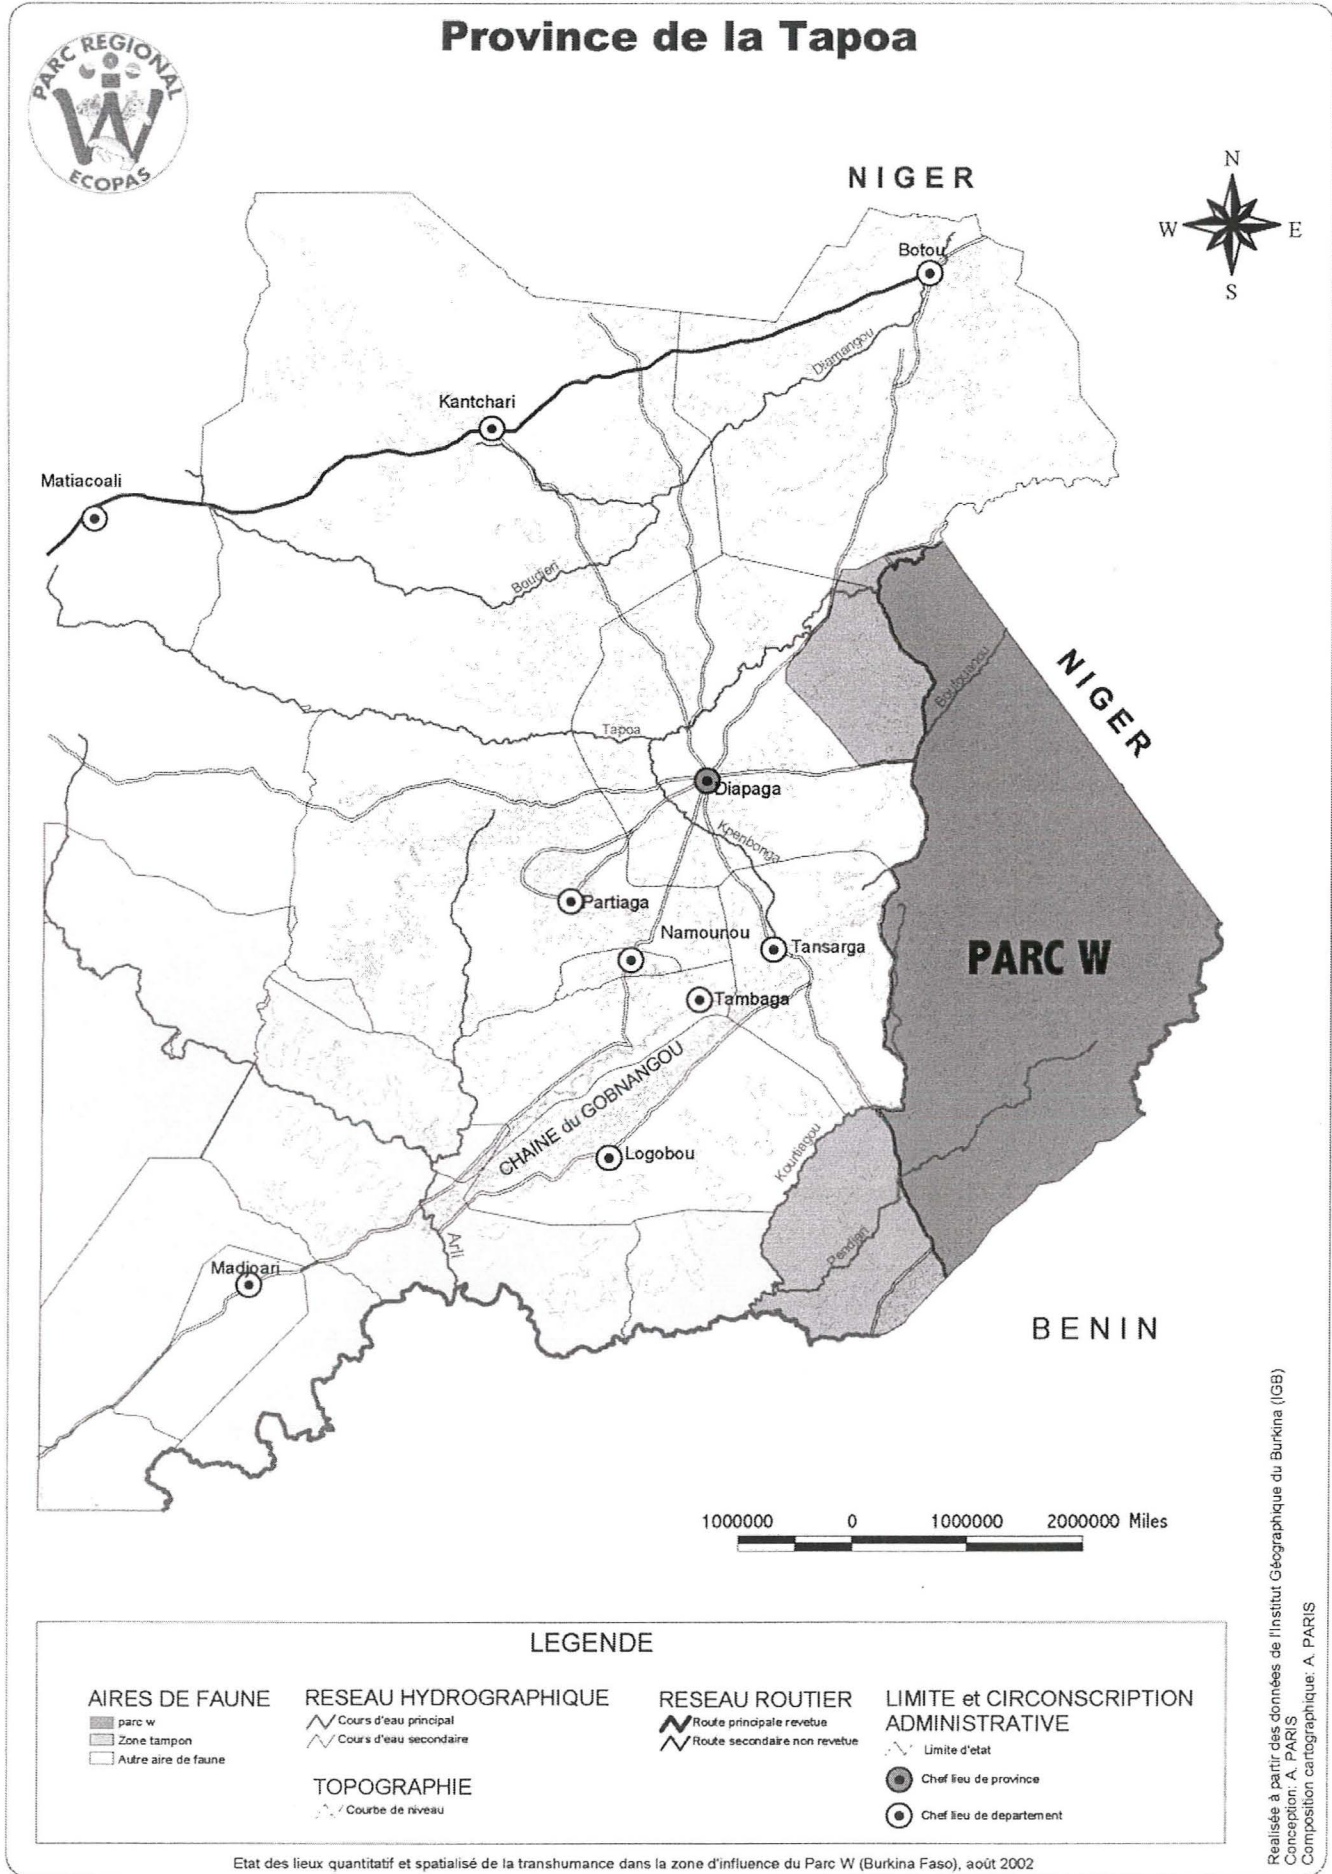 Province de la Tapoa
PARC REGIONAL
W
ECOPAS
NIGER
N
W
E
S
Botou
Diamangou
Kantchari
Matiacoali
Boudieri
NIGER
Boufouanou
Tapoa
Diapaga
Kpenbonga
Partiaga
Namounou
Tansarga
PARC W
Tambaga
CHAINE du GOBNANGOU
Logobou
Kourtiagou
Pendjari
Arli
Madjoari
BENIN
1000000 0 1000000 2000000 Miles
LEGENDE
AIRES DE FAUNE
parc w
Zone tampon
Autre aire de faune
RESEAU HYDROGRAPHIQUE
Cours d'eau principal
Cours d'eau secondaire
TOPOGRAPHIE
Courbe de niveau
RESEAU ROUTIER
Route principale revetue
Route secondaire non revetue
LIMITE et CIRCONSCRIPTION
ADMINISTRATIVE
Limite d'etat
Chef lieu de province
Chef lieu de departement
Realisée à partir des données de l'Institut Géographique du Burkina (IGB)
Conception: A. PARIS
Composition cartographique: A. PARIS
Etat des lieux quantitatif et spatialisé de la transhumance dans la zone d'influence du Parc W (Burkina Faso), août 2002